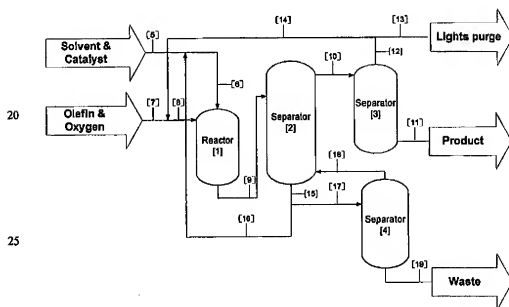 [14]
[13]
[5]
Solvent &
Catalyst
Lights purge
[12]
[10]
[6]
[7]
[8]
20
Olefin &
Oxygen
Separator
[2]
Separator
[3]
Reactor
[1]
[11]
Product
[9]
[18]
[15]
[17]
[16]
Separator
[4]
25
[19]
Waste